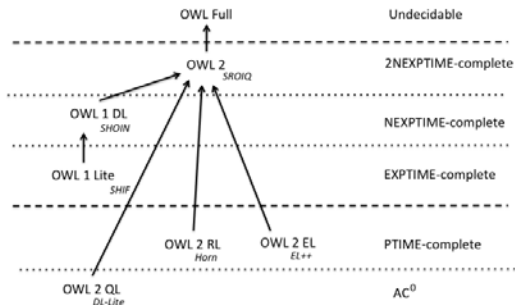 OWL Full Undecidable
OWL 2 2NEXPTIME-complete
SROIQ
OWL 1 DL
SHOIN NEXPTIME-complete
OWL 1 Lite EXPTIME-complete
SHIF
OWL 2 RL OWL 2 EL PTIME-complete
Horn EL++
OWL 2 QL AC⁰
DL-Lite